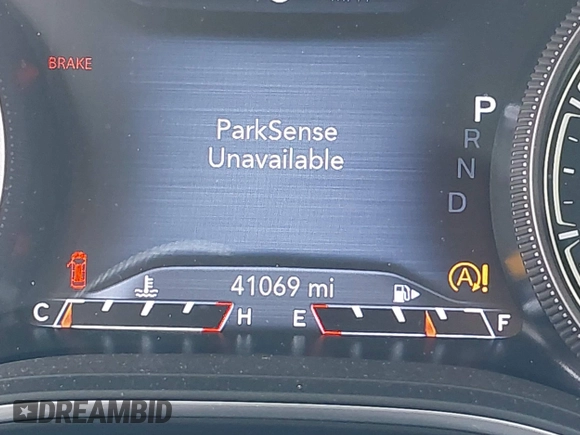 BRAKE
P
ParkSense
R
Unavailable
N
D
41069 mi
A!
C H E F
DREAMBID